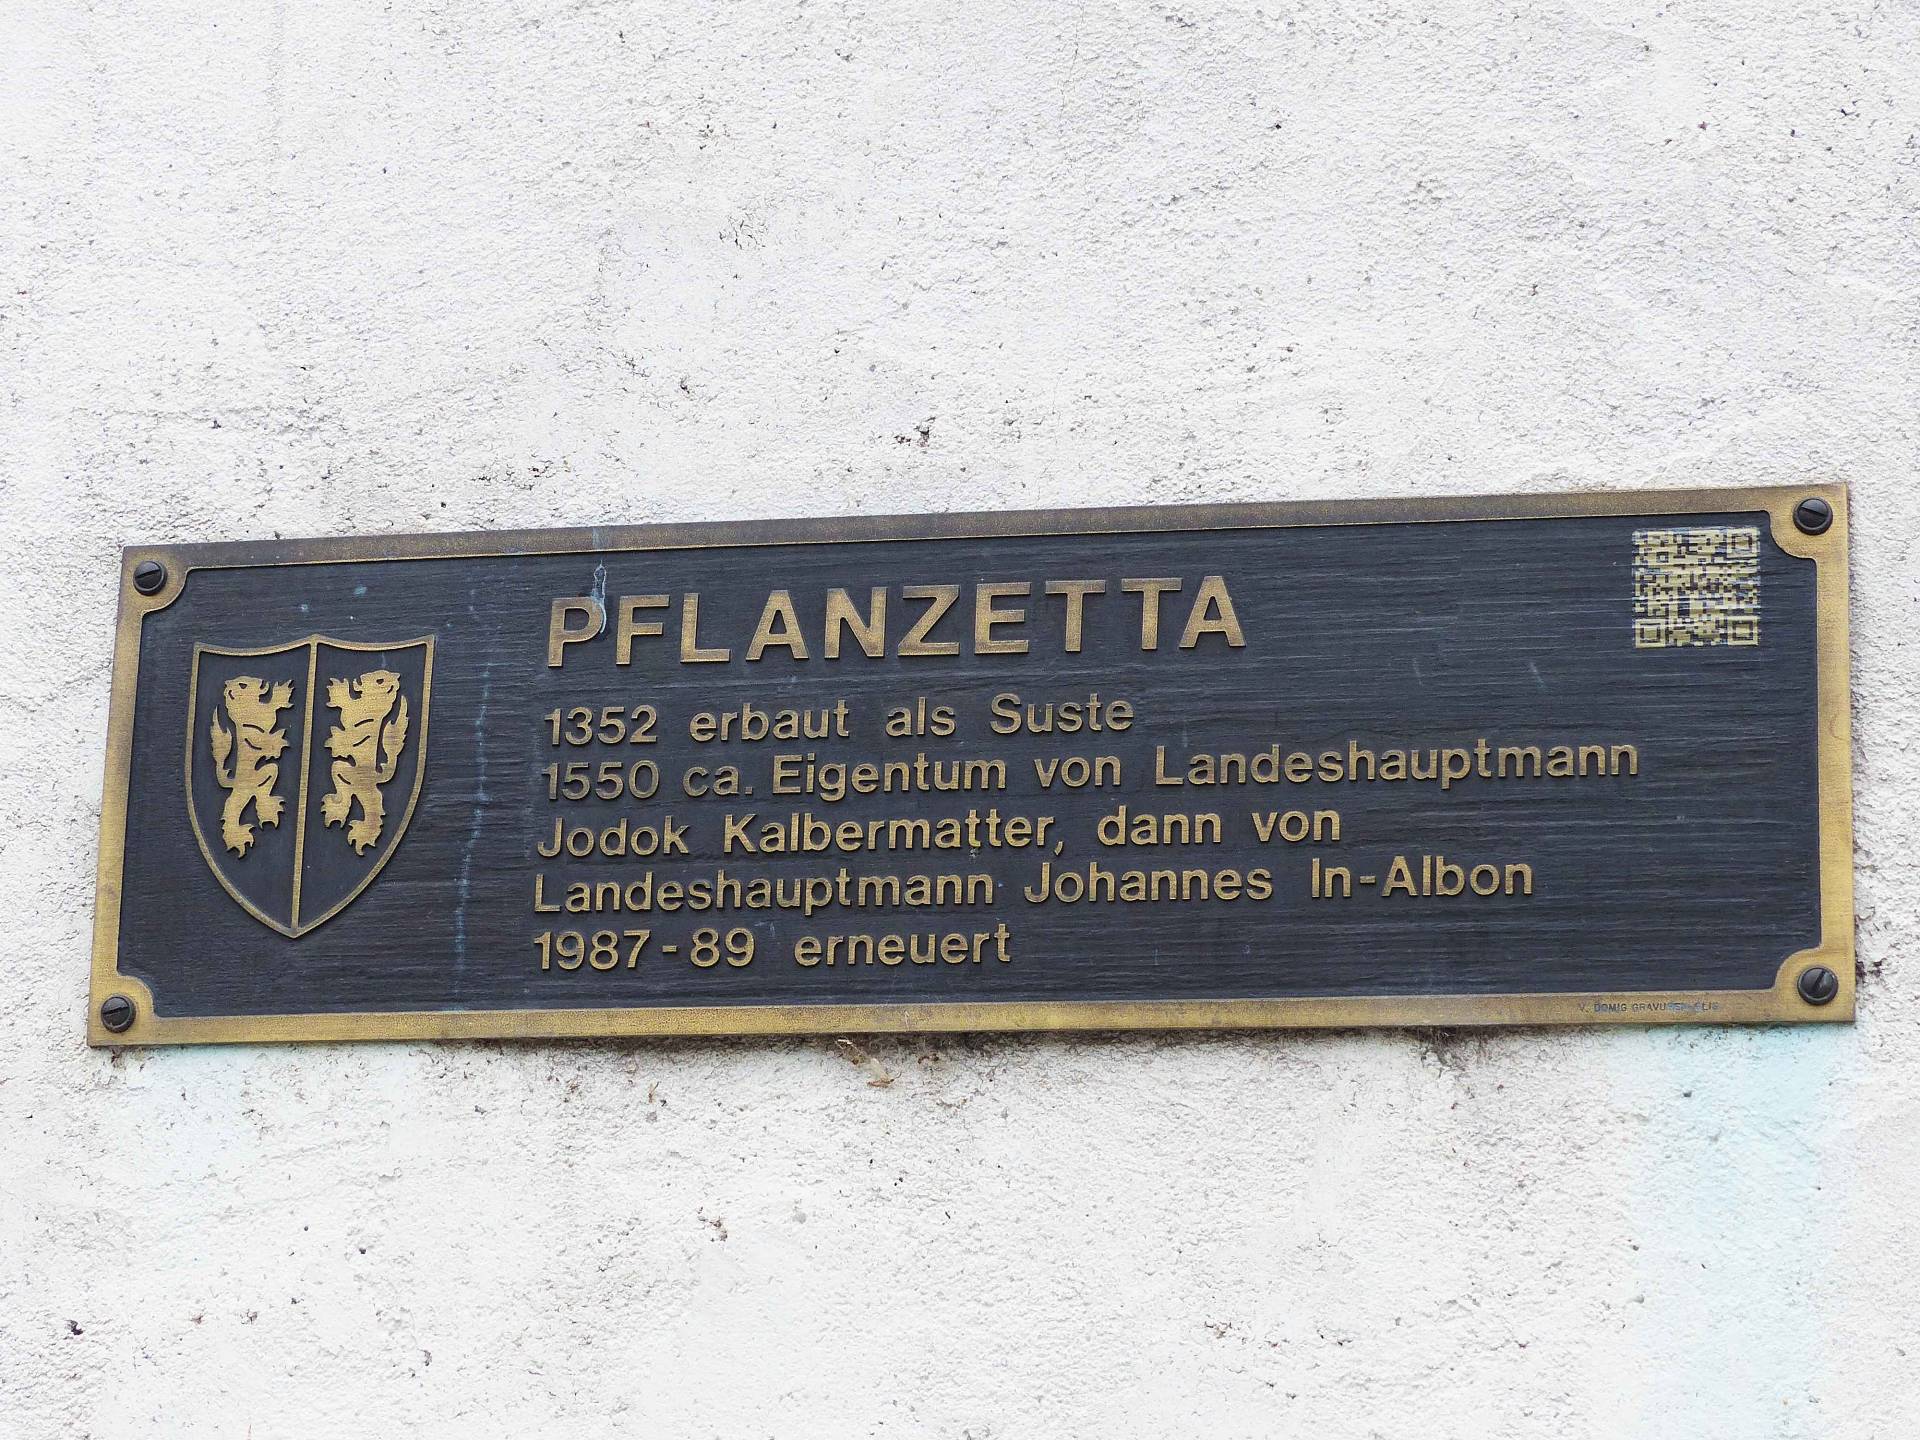 PFLANZETTA
1352 erbaut als Suste
1550 ca. Eigentum von Landeshauptmann
Jodok Kalbermatter, dann von
Landeshauptmann Johannes In-Albon
1987-89 erneuert
V. DOMIG